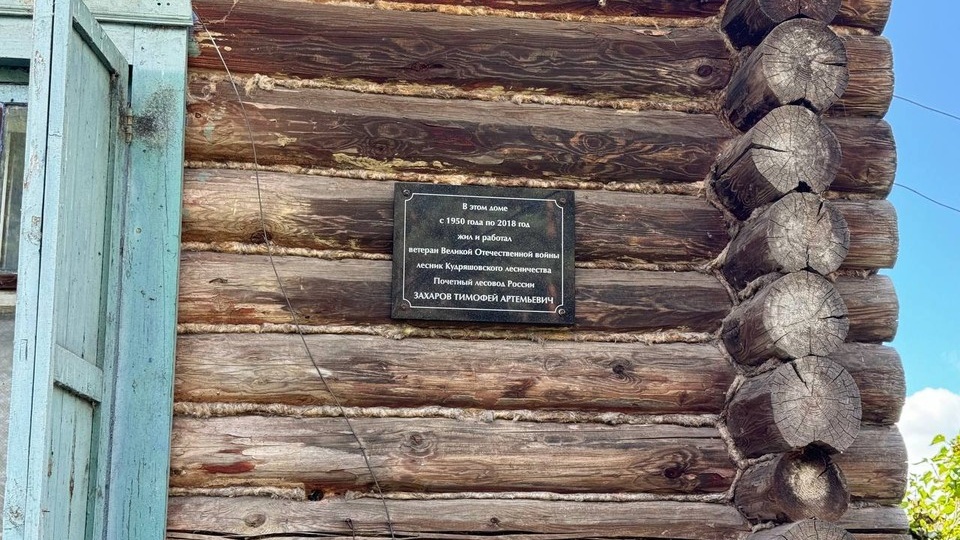 В этом доме
с 1950 года по 2018 год
жил и работал
ветеран Великой Отечественной войны
лесник Кудряшовского лесничества
Почетный лесовод России
ЗАХАРОВ ТИМОФЕЙ АРТЕМЬЕВИЧ